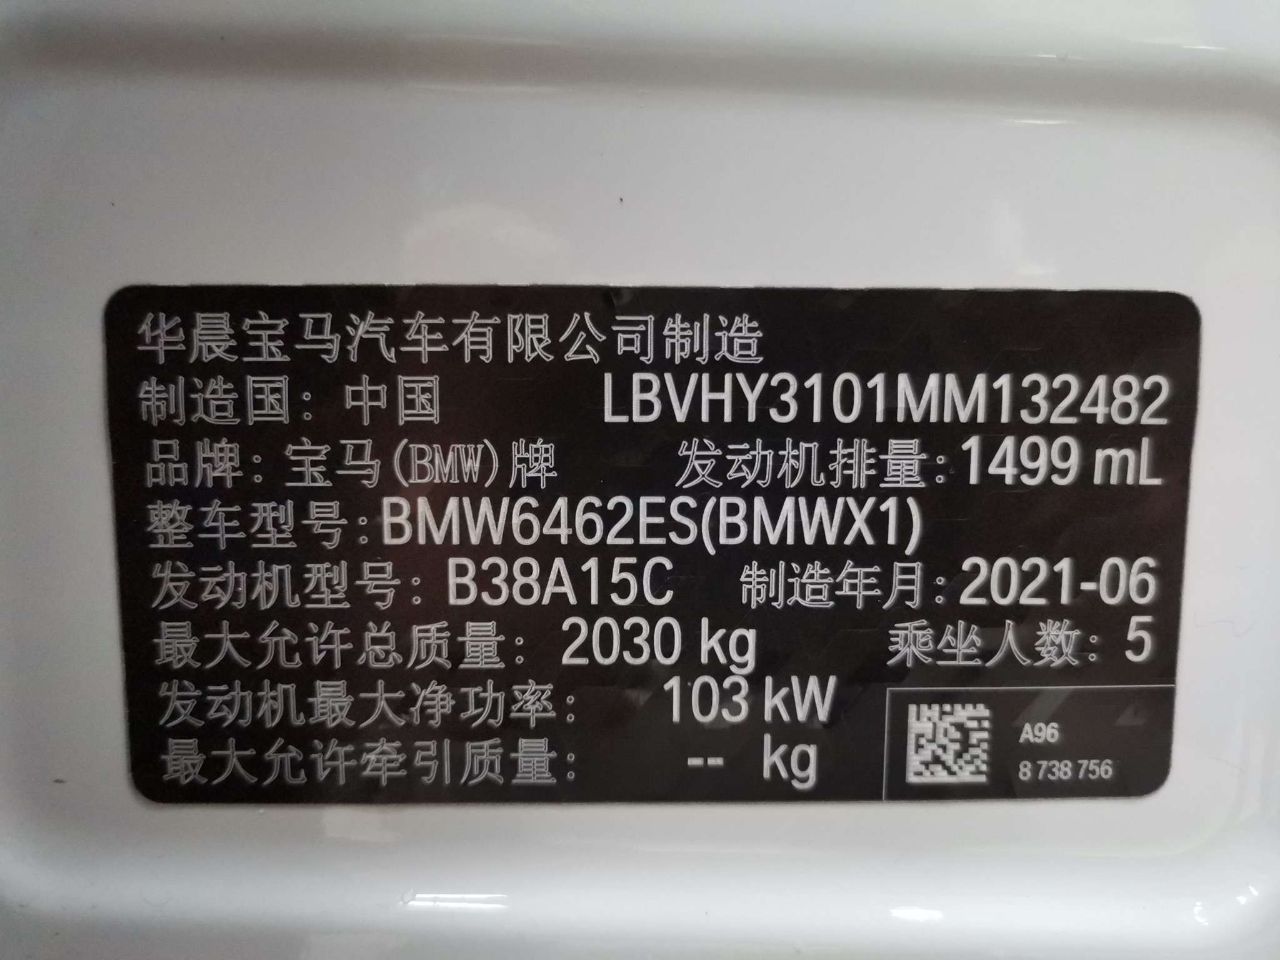 华晨宝马汽车有限公司制造
制造国：中国 LBVHY3101MM132482
品牌：宝马(BMW)牌 发动机排量：1499 mL
整车型号：BMW6462ES(BMWX1)
发动机型号：B38A15C 制造年月：2021-06
最大允许总质量：2030 kg 乘坐人数：5
发动机最大净功率：103 kW
最大允许牵引质量：-- kg
A96
8 738 756